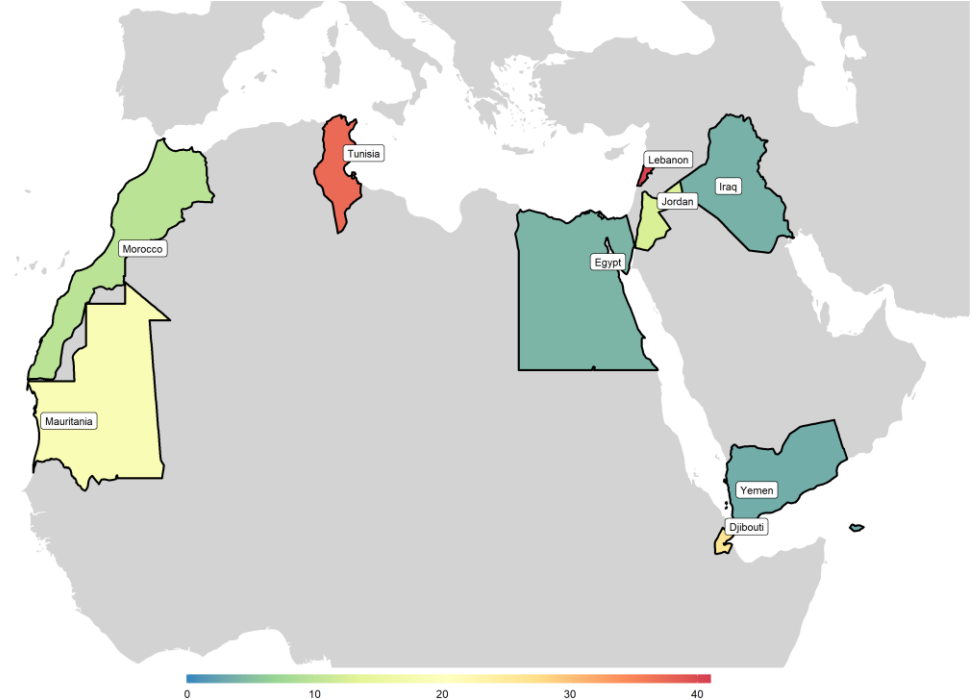 Tunisia
Lebanon
Iraq
Jordan
Morocco
Egypt
Mauritania
Yemen
Djibouti
0 10 20 30 40